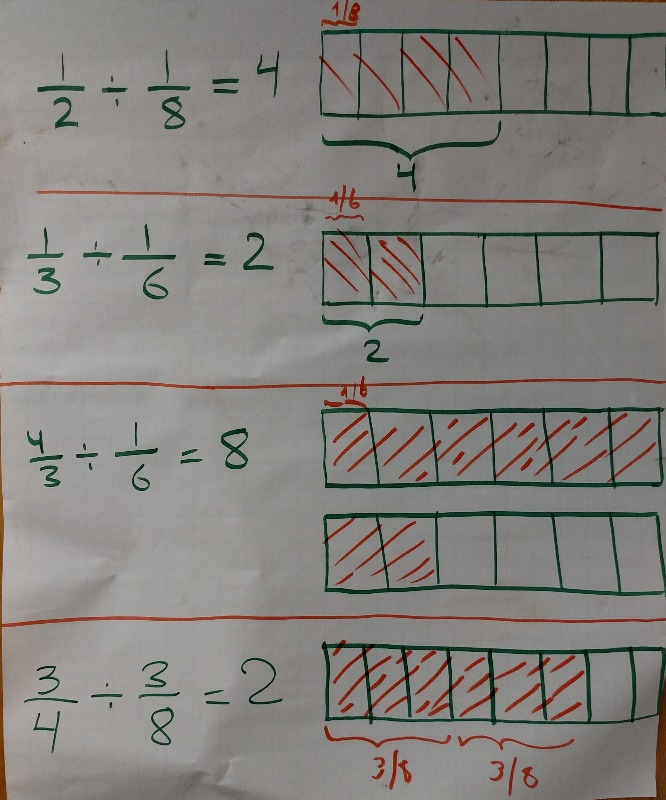 1/8
1/2 ÷ 1/8 = 4
4
1/6
1/3 ÷ 1/6 = 2
2
1/6
4/3 ÷ 1/6 = 8
3/4 ÷ 3/8 = 2
3/8 3/8